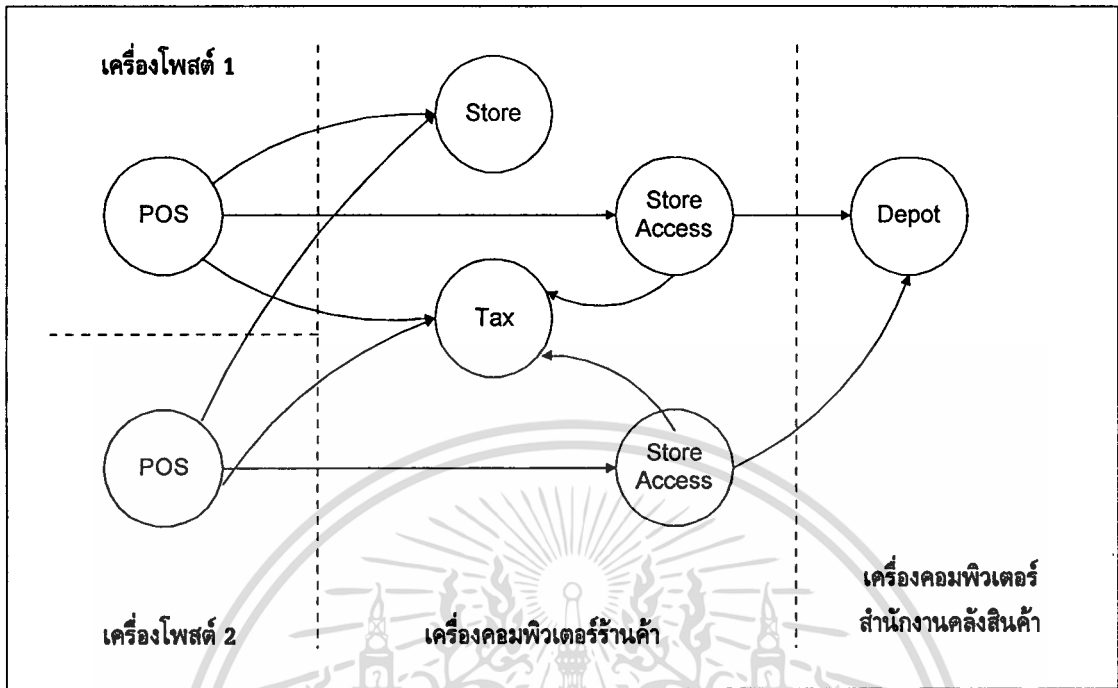 เครื่องโพสต์ 1
Store
POS
Store
Access
Depot
Tax
POS
Store
Access
เครื่องโพสต์ 2
เครื่องคอมพิวเตอร์ร้านค้า
เครื่องคอมพิวเตอร์
สำนักงานคลังสินค้า